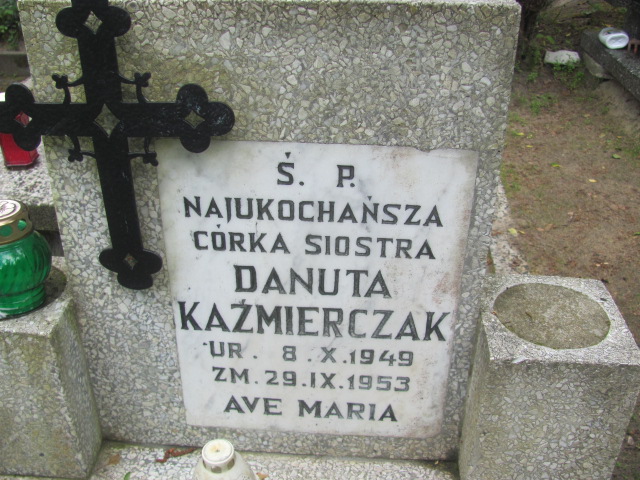 Ś. P.
NAJUKOCHAŃSZA
CÓRKA SIOSTRA
DANUTA
KAŹMIERCZAK
UR. 8.X.1949
ZM.29.IX.1953
AVE MARIA